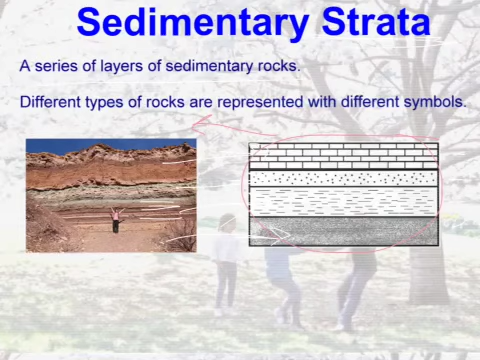 Sedimentary Strata
A series of layers of sedimentary rocks.
Different types of rocks are represented with different symbols.